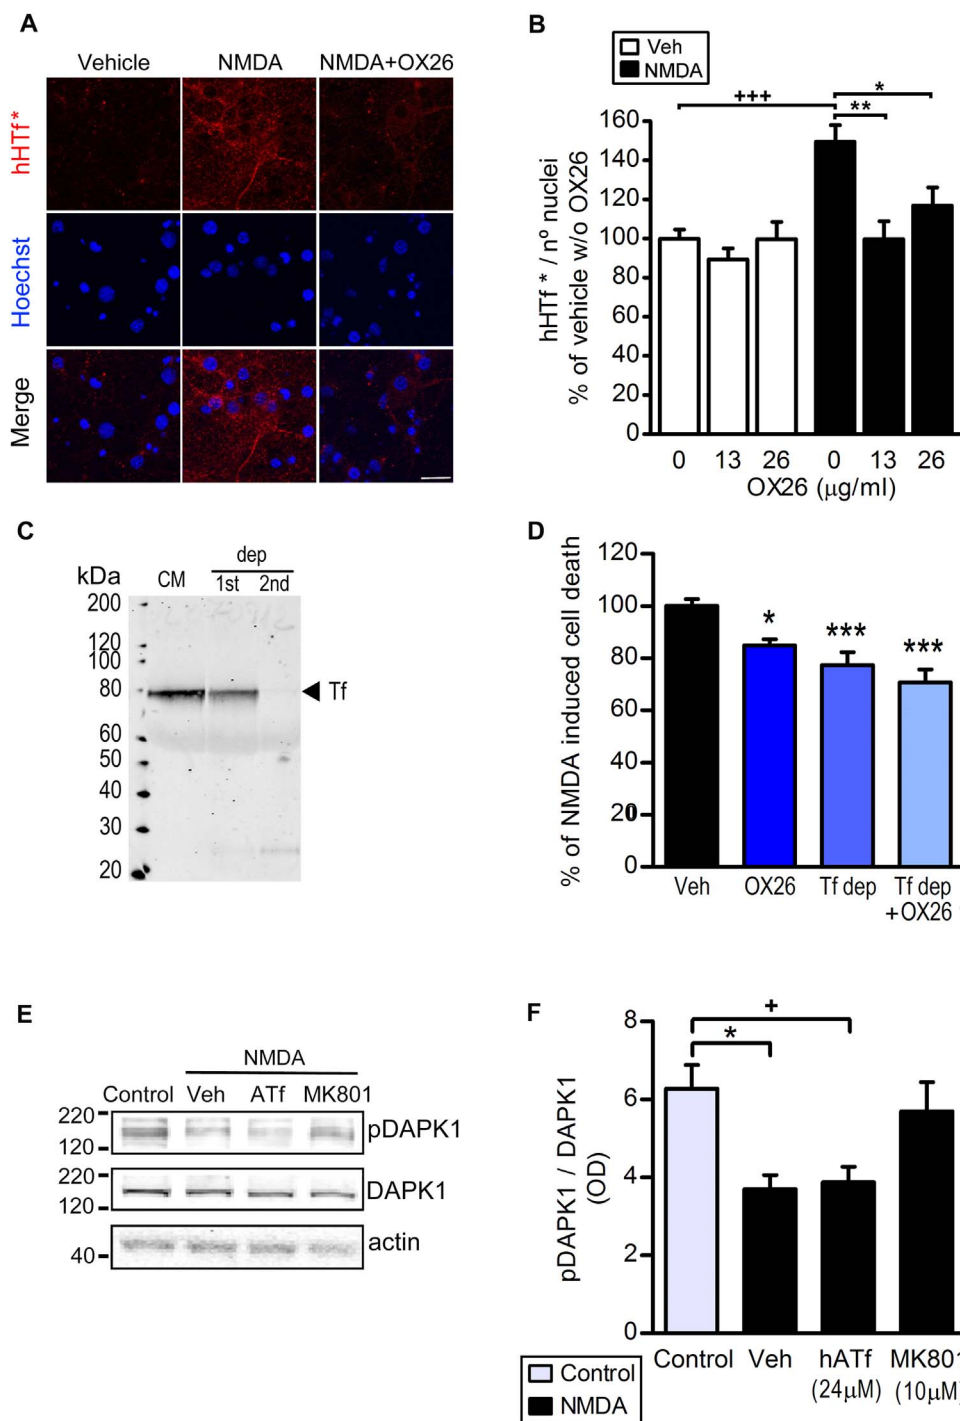 A
Vehicle NMDA NMDA+OX26
hHTf*
Hoechst
Merge
B
Veh
NMDA
+++ * **
hHTf * / nº nuclei
% of vehicle w/o OX26
160
140
120
100
80
60
40
20
0
0 13 26 0 13 26
OX26 (µg/ml)
C
kDa CM dep
1st 2nd
200
120
100
80
60
50
40
30
20
Tf
D
% of NMDA induced cell death
120
100
80
60
40
20
0
* *** ***
Veh OX26 Tf dep Tf dep
+OX26
E
NMDA
Control Veh ATf MK801
220
120
pDAPK1
220
120
DAPK1
40
actin
F
pDAPK1 / DAPK1
(OD)
8
6
4
2
0
+
*
Control Veh hATf MK801
(24µM) (10µM)
Control
NMDA